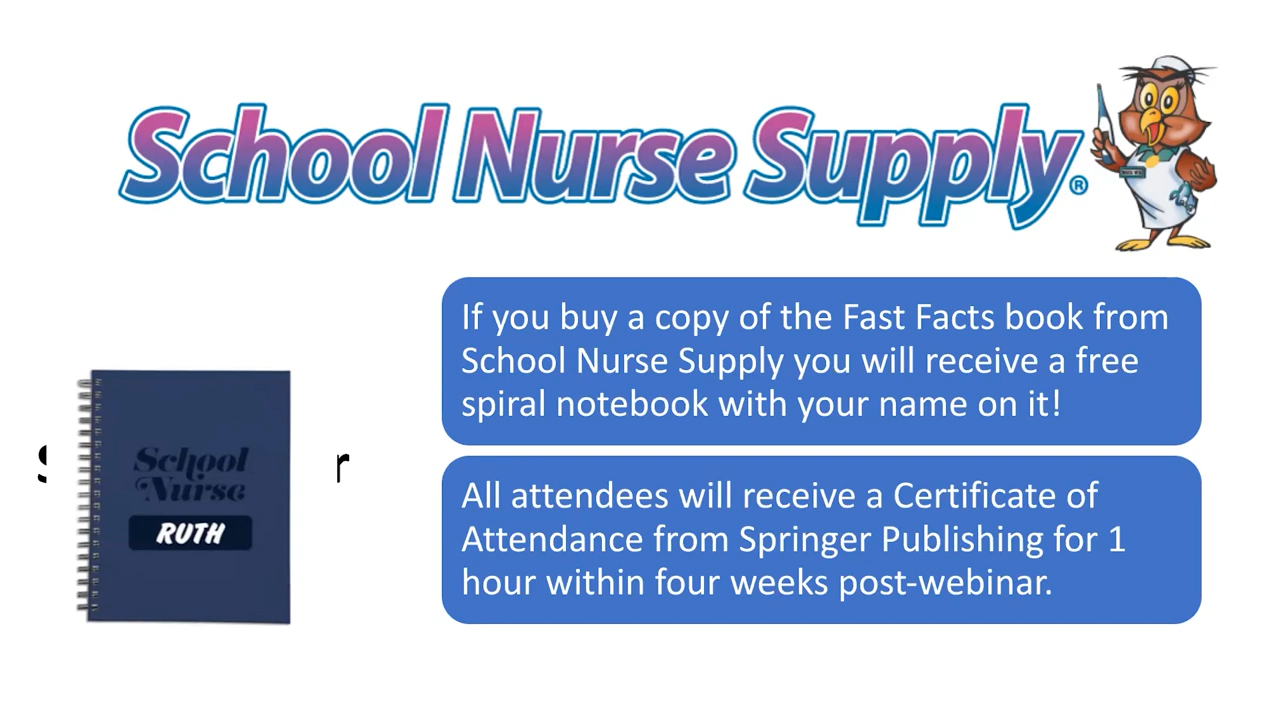 School Nurse Supply®
If you buy a copy of the Fast Facts book from
School Nurse Supply you will receive a free
spiral notebook with your name on it!
School
Nurse
RUTH
All attendees will receive a Certificate of
Attendance from Springer Publishing for 1
hour within four weeks post-webinar.